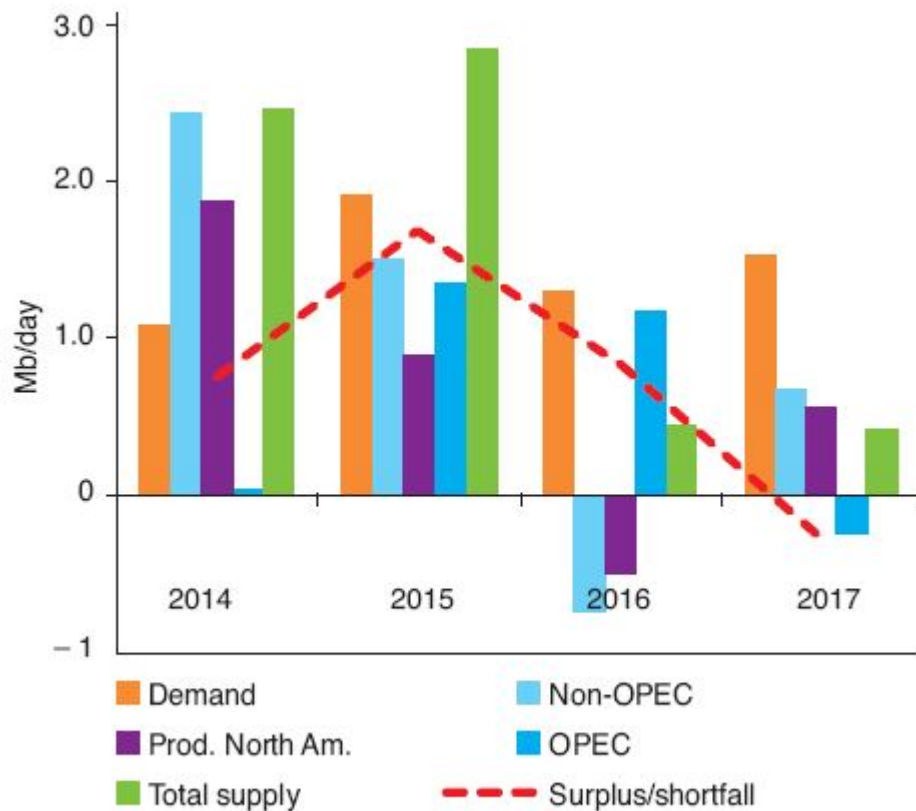 3.0
2.0
Mb/day
1.0
0
2014 2015 2016 2017
– 1
Demand Non-OPEC
Prod. North Am. OPEC
Total supply Surplus/shortfall